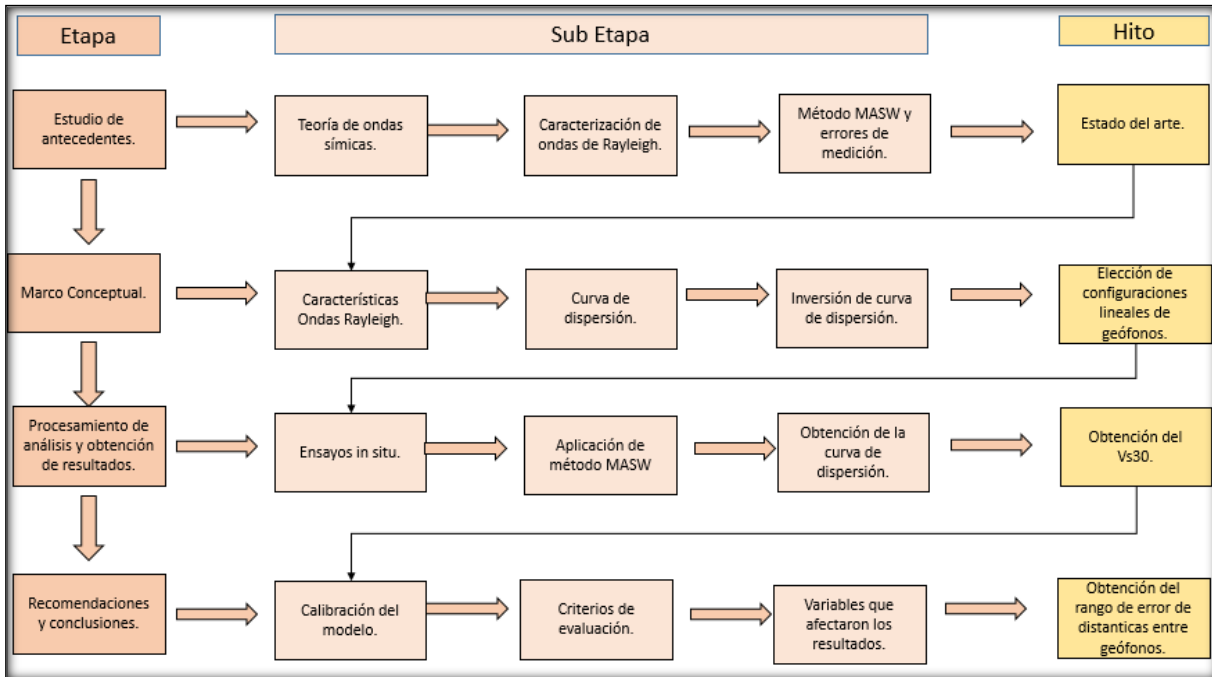 Etapa
Sub Etapa
Hito
Estudio de
antecedentes.
Teoría de ondas
símicas.
Caracterización de
ondas de Rayleigh.
Método MASW y
errores de
medición.
Estado del arte.
Marco Conceptual.
Características
Ondas Rayleigh.
Curva de
dispersión.
Inversión de curva
de dispersión.
Elección de
configuraciones
lineales de
geófonos.
Procesamiento de
análisis y obtención
de resultados.
Ensayos in situ.
Aplicación de
método MASW
Obtención de la
curva de
dispersión.
Obtención del
Vs30.
Recomendaciones
y conclusiones.
Calibración del
modelo.
Criterios de
evaluación.
Variables que
afectaron los
resultados.
Obtención del
rango de error de
distanticas entre
geófonos.